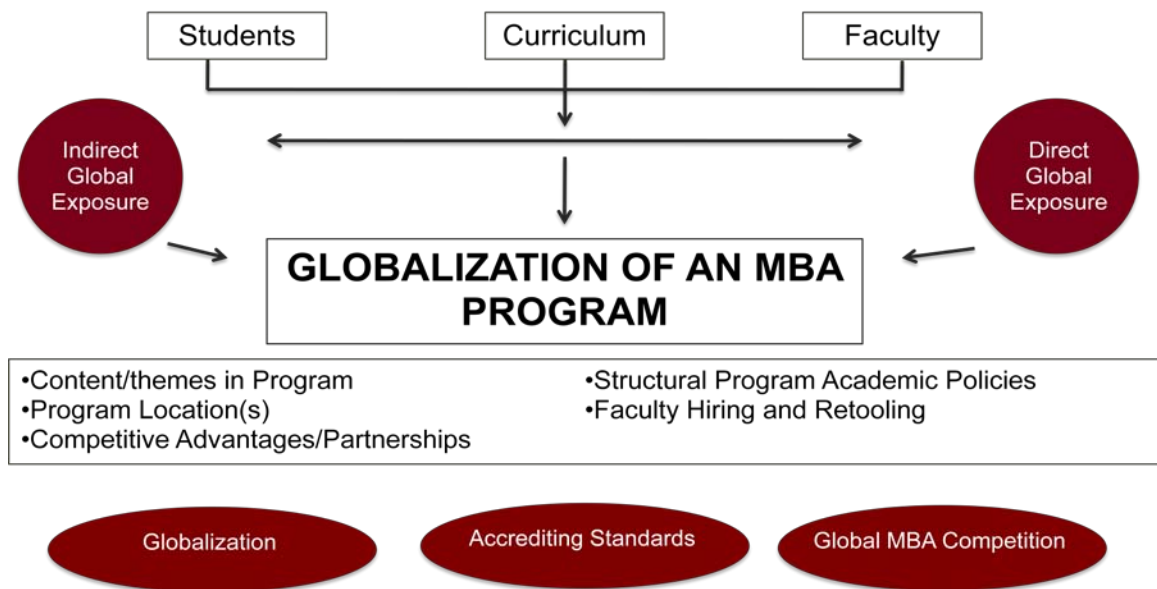 Students
Curriculum
Faculty
Indirect
Global
Exposure
Direct
Global
Exposure
GLOBALIZATION OF AN MBA
PROGRAM
•Content/themes in Program
•Program Location(s)
•Competitive Advantages/Partnerships
•Structural Program Academic Policies
•Faculty Hiring and Retooling
Globalization
Accrediting Standards
Global MBA Competition